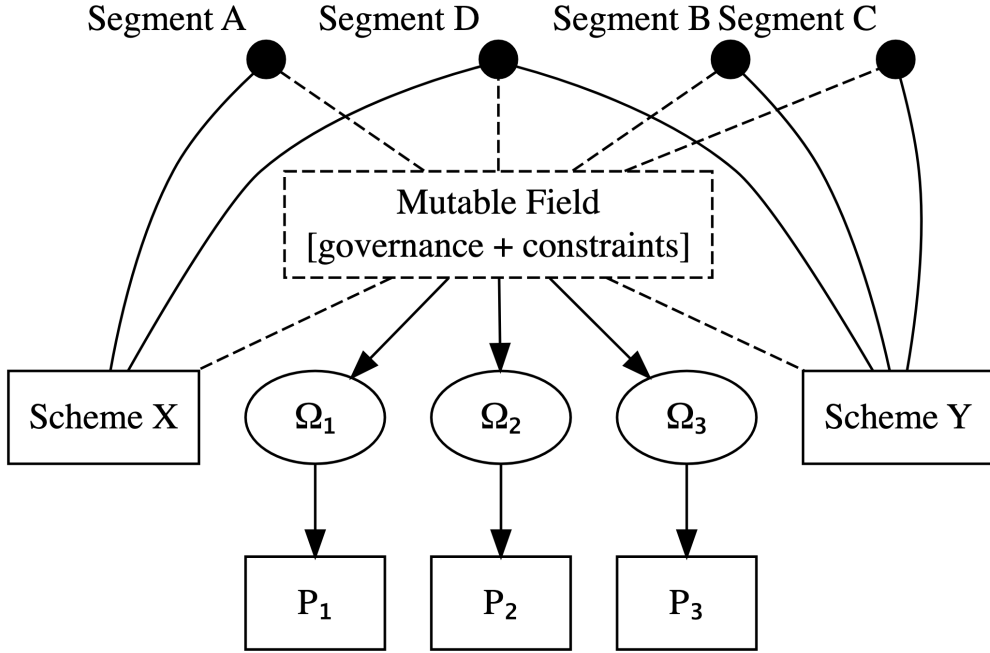 Segment A
Segment D
Segment B
Segment C
Mutable Field
[governance + constraints]
Scheme X
Ω₁
Ω₂
Ω₃
Scheme Y
P₁
P₂
P₃